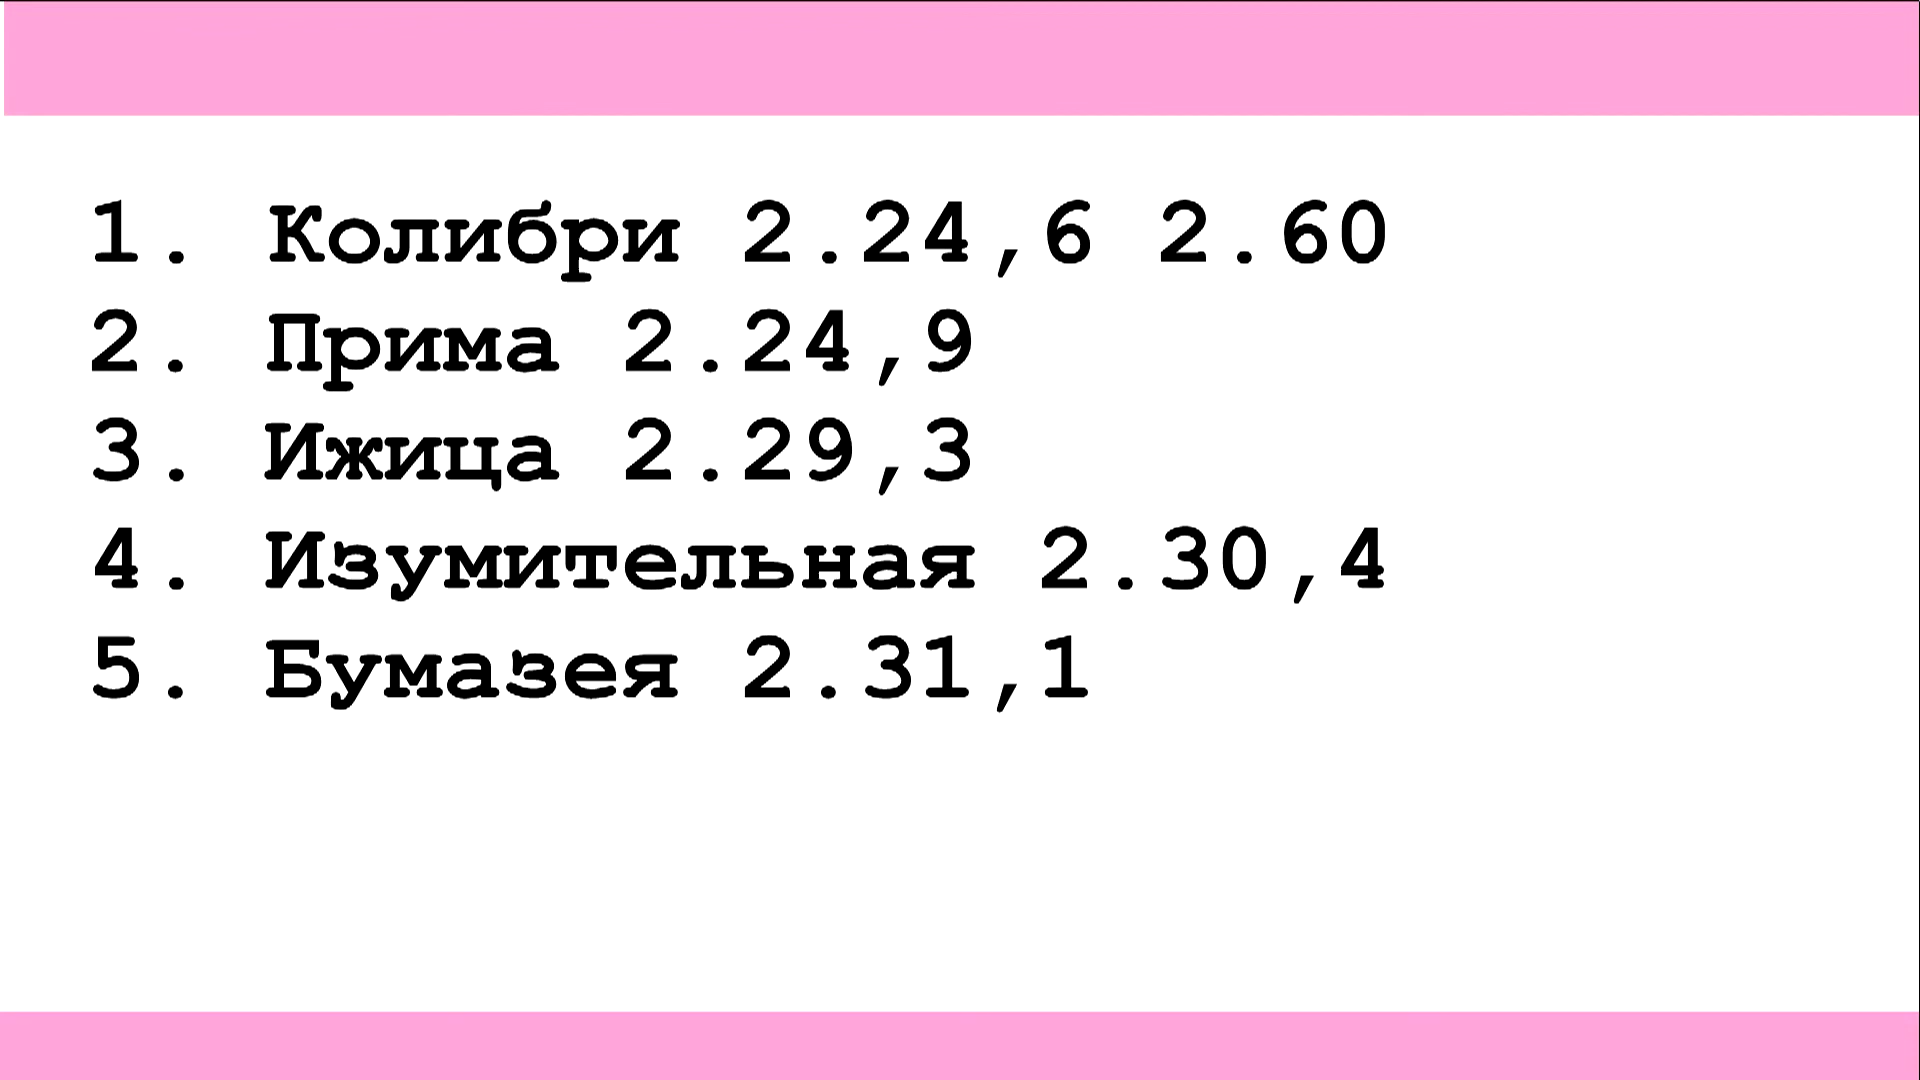 1. Колибри 2.24,6 2.60
2. Прима 2.24,9
3. Ижица 2.29,3
4. Изумительная 2.30,4
5. Бумазея 2.31,1